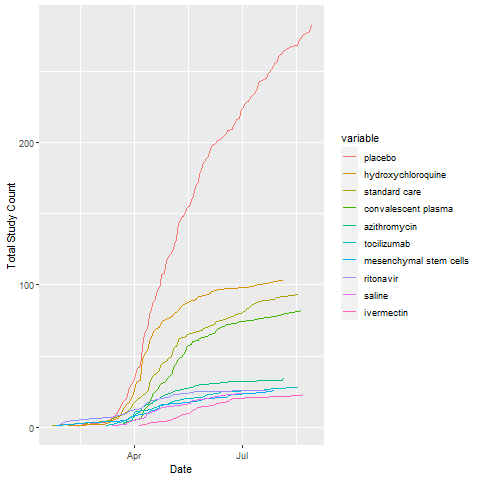 Total Study Count
200
100
0
Apr
Jul
Date
variable
placebo
hydroxychloroquine
standard care
convalescent plasma
azithromycin
tocilizumab
mesenchymal stem cells
ritonavir
saline
ivermectin